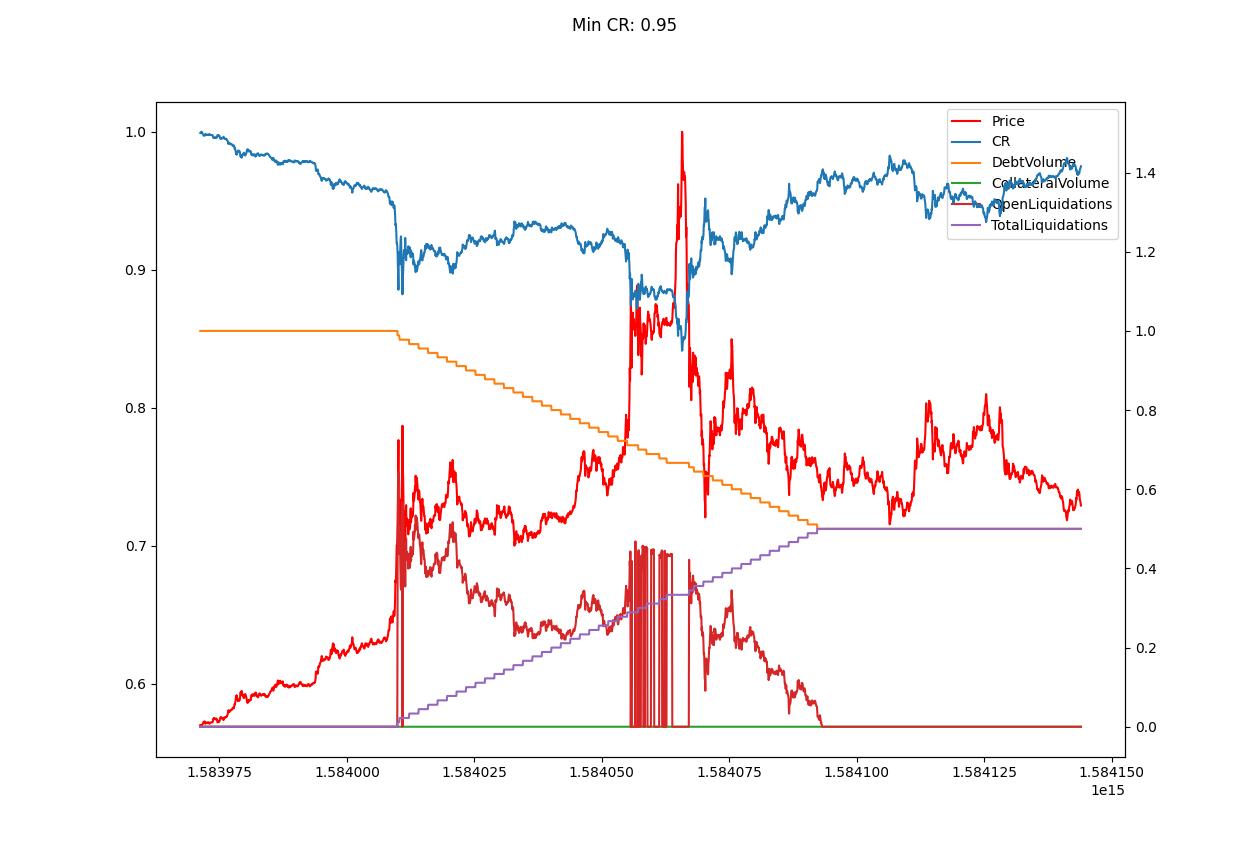 Min CR: 0.95
1.0
0.9
0.8
0.7
0.6
Price
CR
DebtVolume
CollateralVolume
OpenLiquidations
TotalLiquidations
1.4
1.2
1.0
0.8
0.6
0.4
0.2
0.0
1.583975 1.584000 1.584025 1.584050 1.584075 1.584100 1.584125 1.584150
1e15